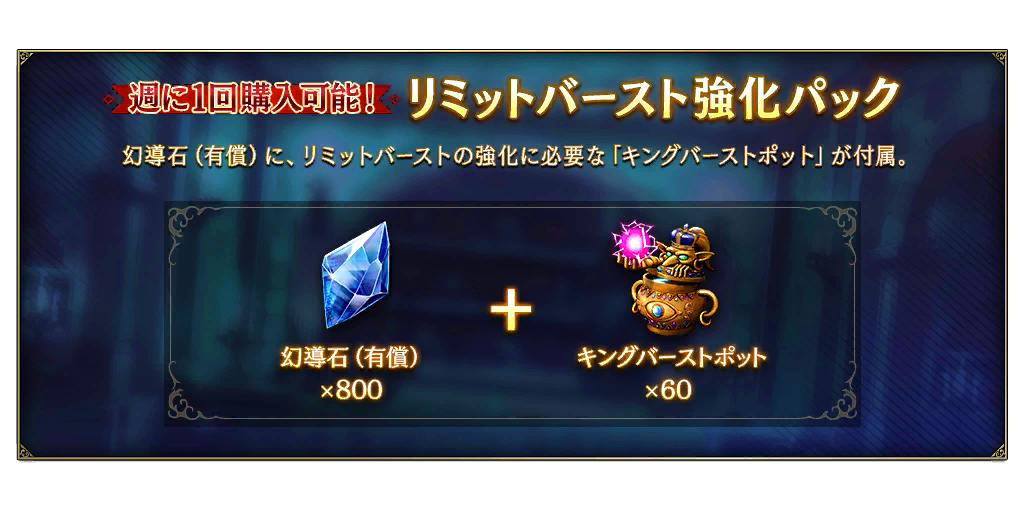 週に1回購入可能! リミットバースト強化パック
幻導石(有償)に、リミットバーストの強化に必要な「キングバーストポット」が付属。
+
幻導石(有償)
×800
キングバーストポット
×60